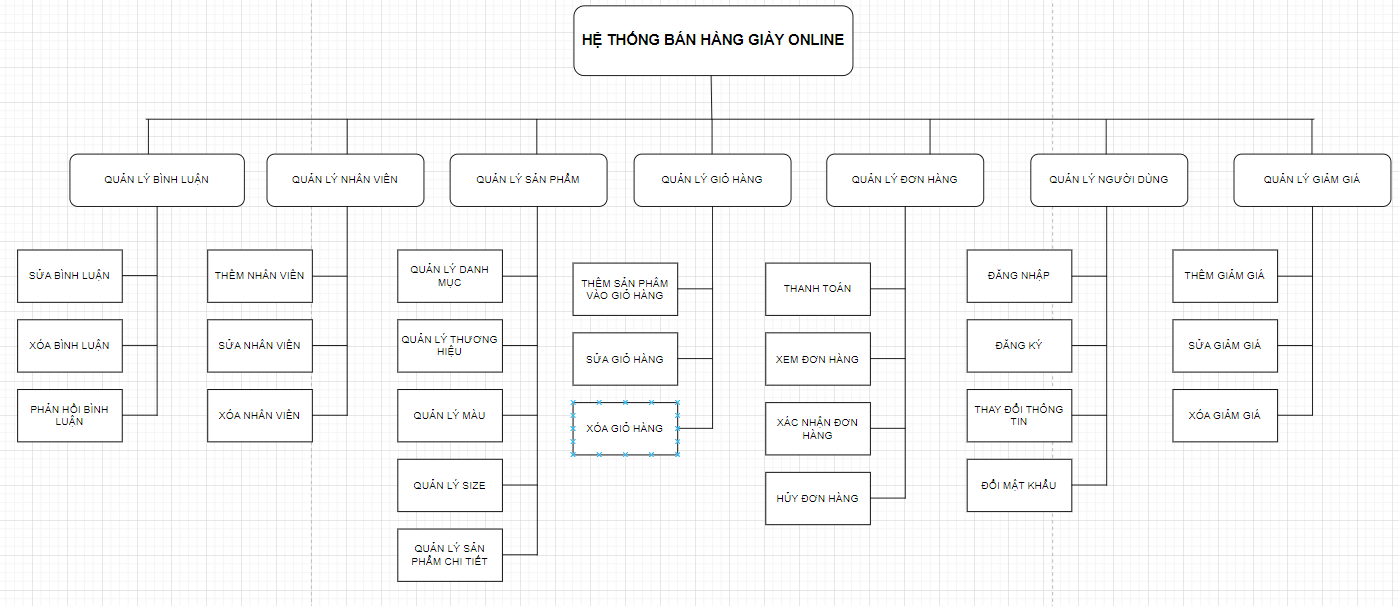 HỆ THỐNG BÁN HÀNG GIÀY ONLINE
QUẢN LÝ BÌNH LUẬN
QUẢN LÝ NHÂN VIÊN
QUẢN LÝ SẢN PHẨM
QUẢN LÝ GIỎ HÀNG
QUẢN LÝ ĐƠN HÀNG
QUẢN LÝ NGƯỜI DÙNG
QUẢN LÝ GIẢM GIÁ
SỬA BÌNH LUẬN
XÓA BÌNH LUẬN
PHẢN HỒI BÌNH
LUẬN
THÊM NHÂN VIÊN
SỬA NHÂN VIÊN
XÓA NHÂN VIÊN
QUẢN LÝ DANH
MỤC
QUẢN LÝ THƯƠNG
HIỆU
QUẢN LÝ MÀU
QUẢN LÝ SIZE
QUẢN LÝ SẢN
PHẨM CHI TIẾT
THÊM SẢN PHẨM
VÀO GIỎ HÀNG
SỬA GIỎ HÀNG
XÓA GIỎ HÀNG
THANH TOÁN
XEM ĐƠN HÀNG
XÁC NHẬN ĐƠN
HÀNG
HỦY ĐƠN HÀNG
ĐĂNG NHẬP
ĐĂNG KÝ
THAY ĐỔI THÔNG
TIN
ĐỔI MẬT KHẨU
THÊM GIẢM GIÁ
SỬA GIẢM GIÁ
XÓA GIẢM GIÁ